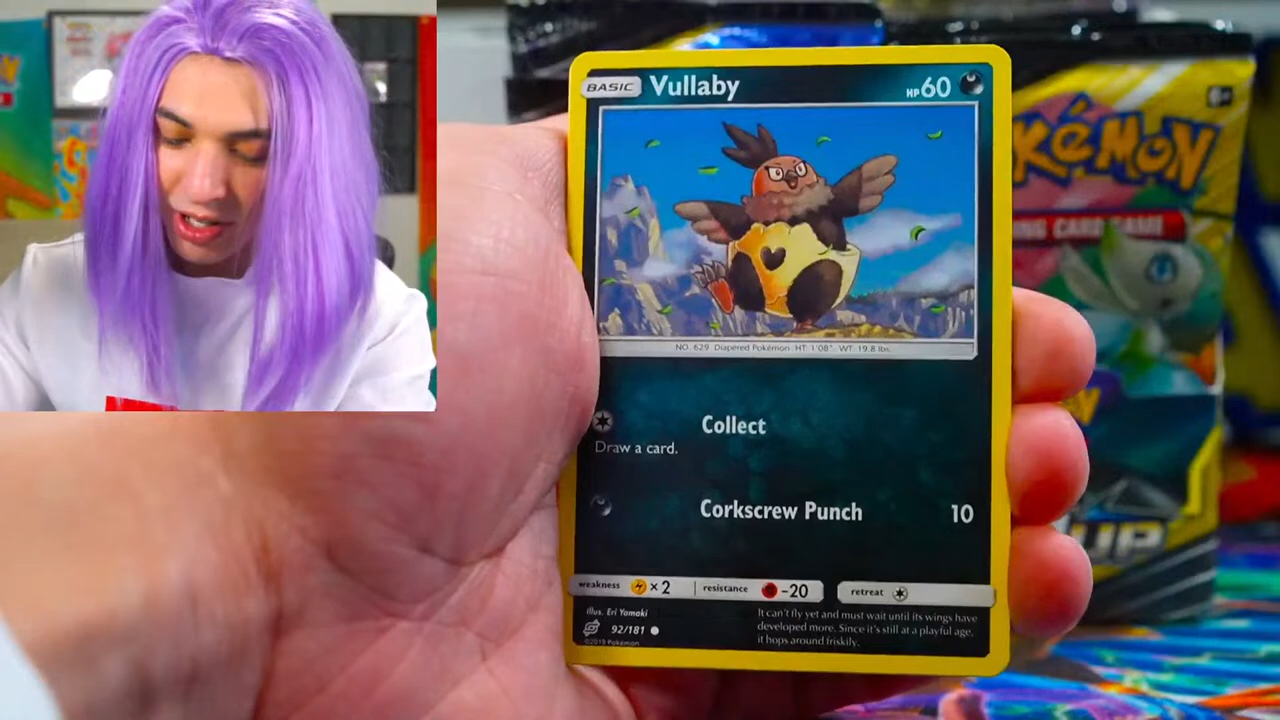 BASIC Vullaby HP60
NO. 629 Diapered Pokémon HT: 1'08" WT: 19.8 lbs.
Collect
Draw a card.
Corkscrew Punch 10
weakness ×2 resistance -20 retreat
Illus. Eri Yamaki
92/181
©2019 Pokémon
It can't fly yet and must wait until its wings have
developed more. Since it's still at a playful age,
it hops around friskily.
POKéMON
ING CARD GAME
UP